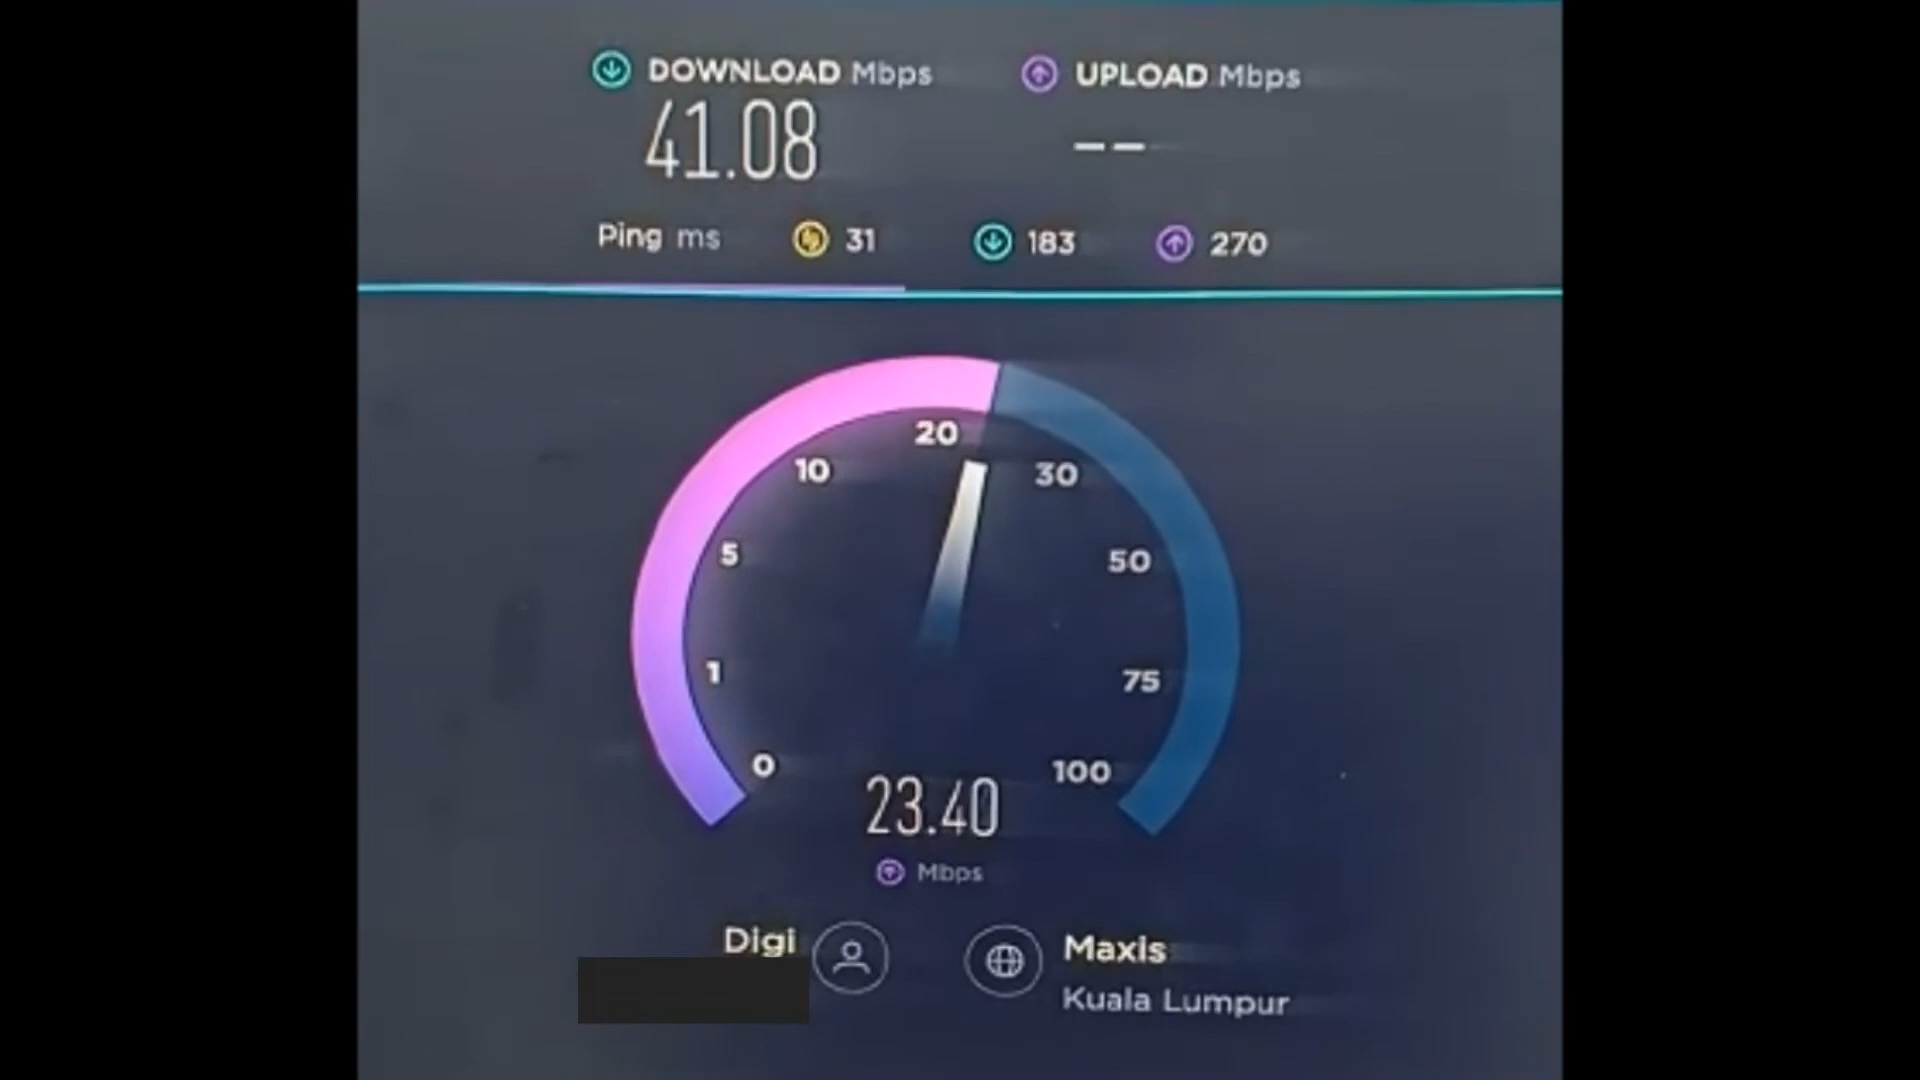 DOWNLOAD Mbps
41.08
UPLOAD Mbps
--
Ping ms 31 183 270
0
1
5
10
20
30
50
75
100
23.40
Mbps
Digi
Maxis
Kuala Lumpur